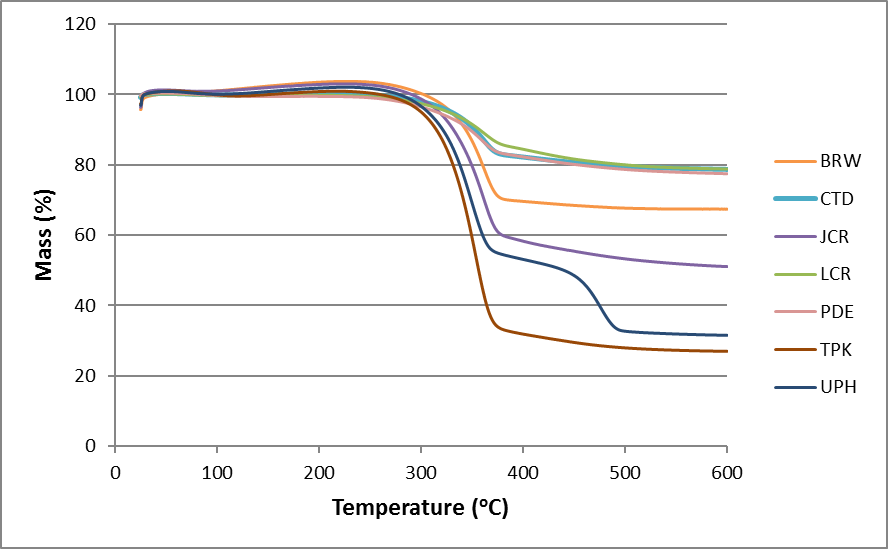 120
100
80
60
40
20
0
Mass (%)
0 100 200 300 400 500 600
Temperature (°C)
BRW
CTD
JCR
LCR
PDE
TPK
UPH